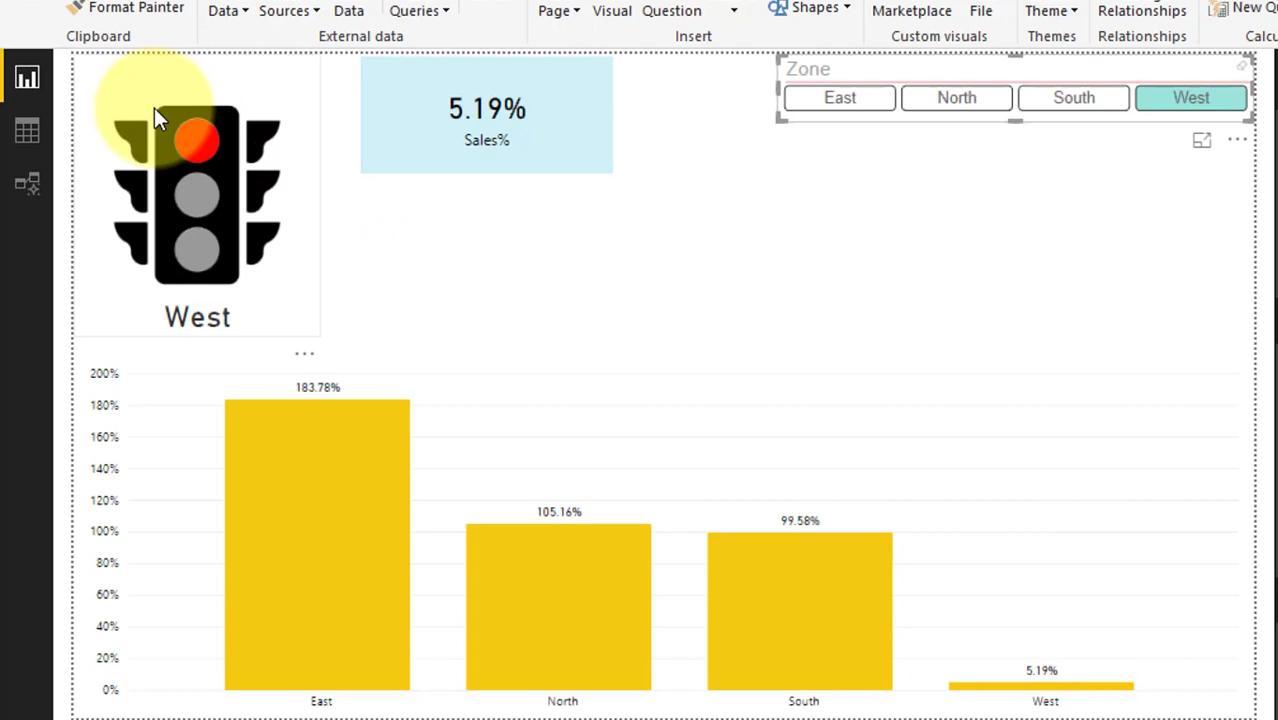 Format Painter
Data
Sources
Data
Queries
Page
Visual
Question
Shapes
Marketplace
File
Theme
Relationships
New Qu
Clipboard
External data
Insert
Custom visuals
Themes
Relationships
Calcu
5.19%
Sales%
Zone
East
North
South
West
West
200%
180%
160%
140%
120%
100%
80%
60%
40%
20%
0%
183.78%
105.16%
99.58%
5.19%
East
North
South
West